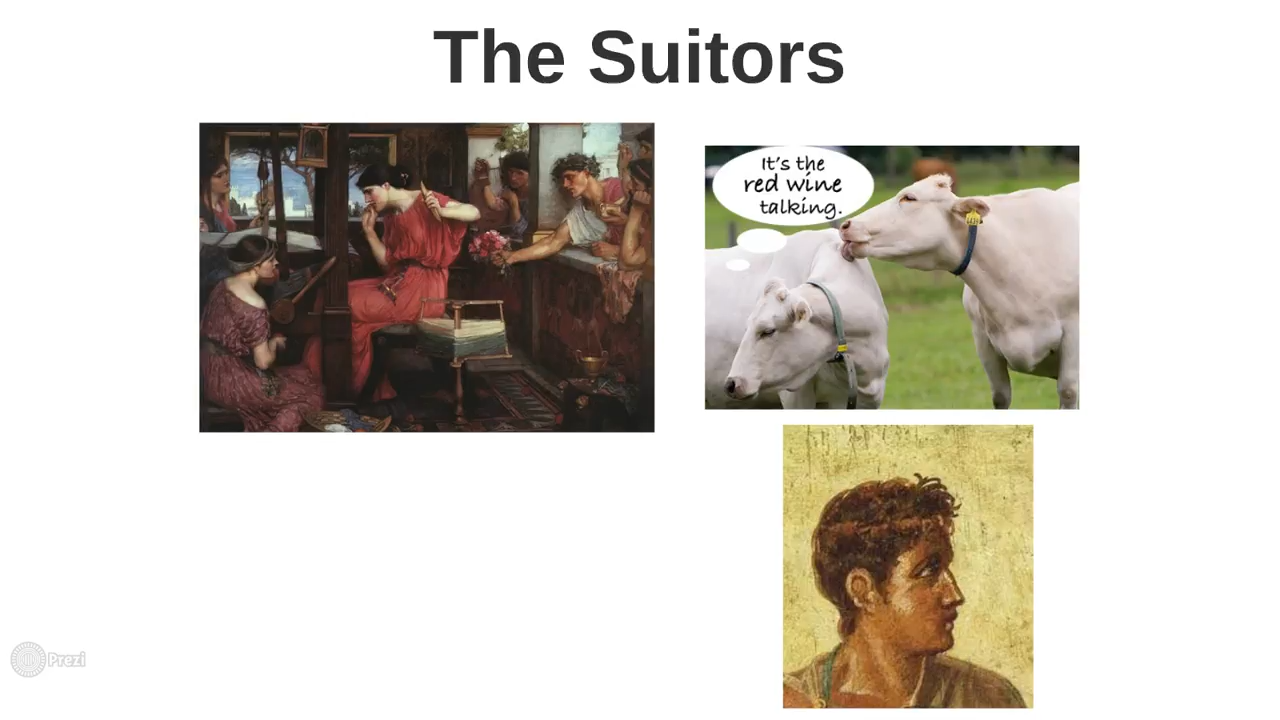 The Suitors
It's the
red wine
talking.
Prezi